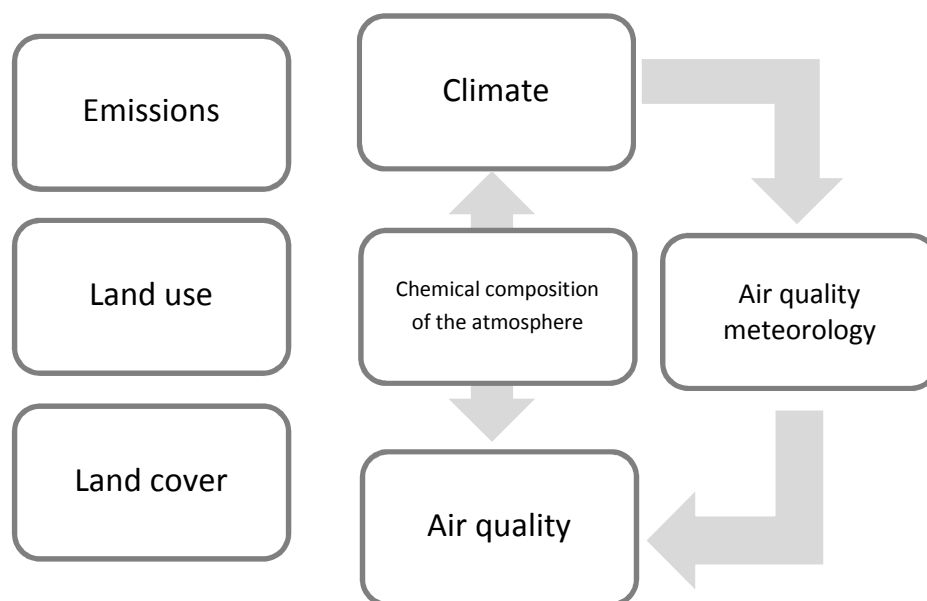 Emissions
Climate
Land use
Chemical composition
of the atmosphere
Air quality
meteorology
Land cover
Air quality